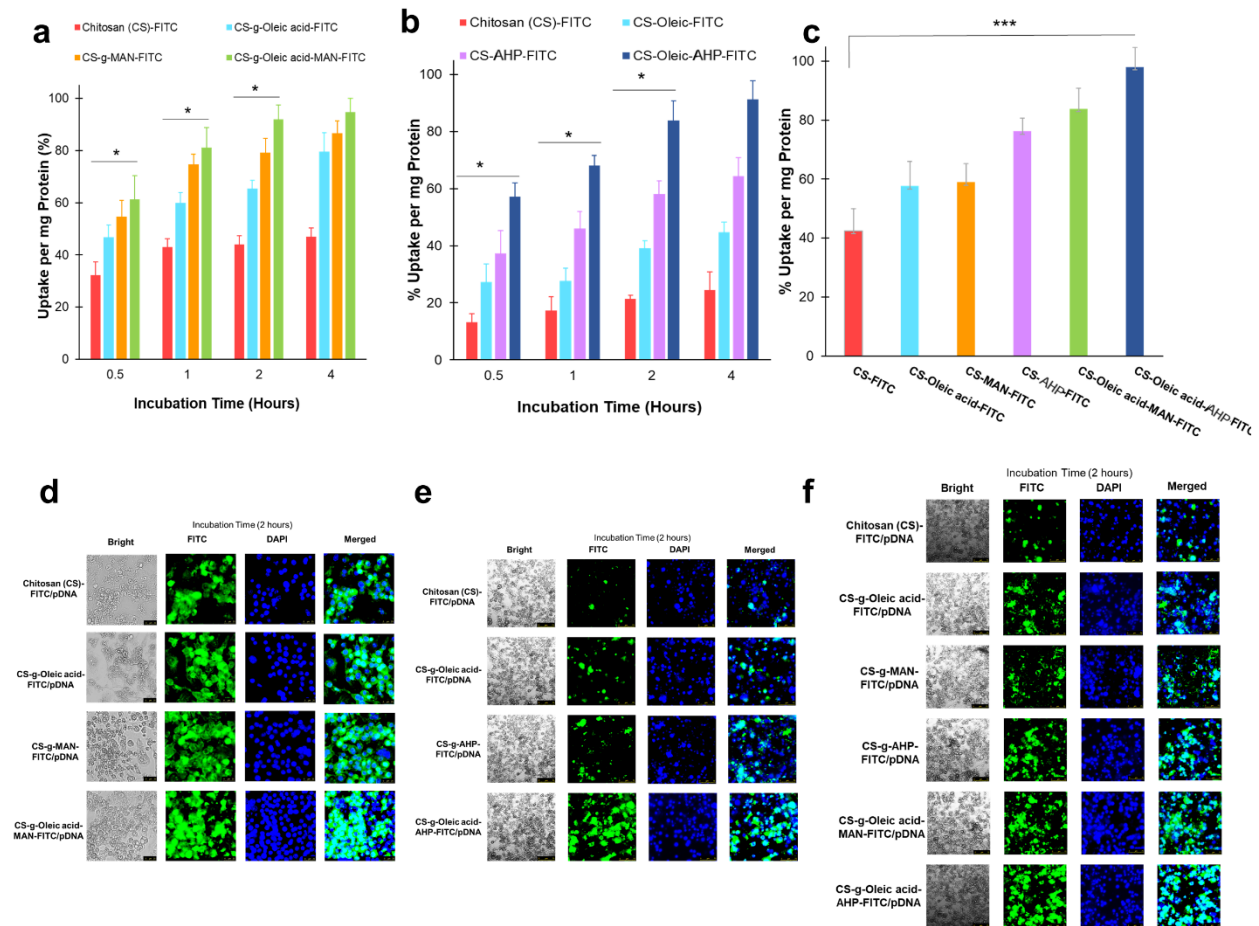 a
Chitosan (CS)-FITC
CS-g-Oleic acid-FITC
CS-g-MAN-FITC
CS-g-Oleic acid-MAN-FITC
Uptake per mg Protein (%)
100
80
60
40
20
0
*
*
*
0.5
1
2
4
Incubation Time (Hours)
b
Chitosan (CS)-FITC
CS-Oleic-FITC
CS-AHP-FITC
CS-Oleic-AHP-FITC
% Uptake per mg Protein
100
80
60
40
20
0
*
*
*
0.5
1
2
4
Incubation Time (Hours)
c
***
% Uptake per mg Protein
100
80
60
40
20
0
CS-FITC
CS-Oleic acid-FITC
CS-MAN-FITC
CS-AHP-FITC
CS-Oleic acid-MAN-FITC
CS-Oleic acid-AHP-FITC
d
Incubation Time (2 hours)
Bright
FITC
DAPI
Merged
Chitosan (CS)-
FITC/pDNA
CS-g-Oleic acid-
FITC/pDNA
CS-g-MAN-
FITC/pDNA
CS-g-Oleic acid-
MAN-FITC/pDNA
e
Incubation Time (2 hours)
Bright
FITC
DAPI
Merged
Chitosan (CS)-
FITC/pDNA
CS-g-Oleic acid-
FITC/pDNA
CS-g-AHP-
FITC/pDNA
CS-g-Oleic acid-
AHP-FITC/pDNA
f
Incubation Time (2 hours)
Bright
FITC
DAPI
Merged
Chitosan (CS)-
FITC/pDNA
CS-g-Oleic acid-
FITC/pDNA
CS-g-MAN-
FITC/pDNA
CS-g-AHP-
FITC/pDNA
CS-g-Oleic acid-
MAN-FITC/pDNA
CS-g-Oleic acid-
AHP-FITC/pDNA